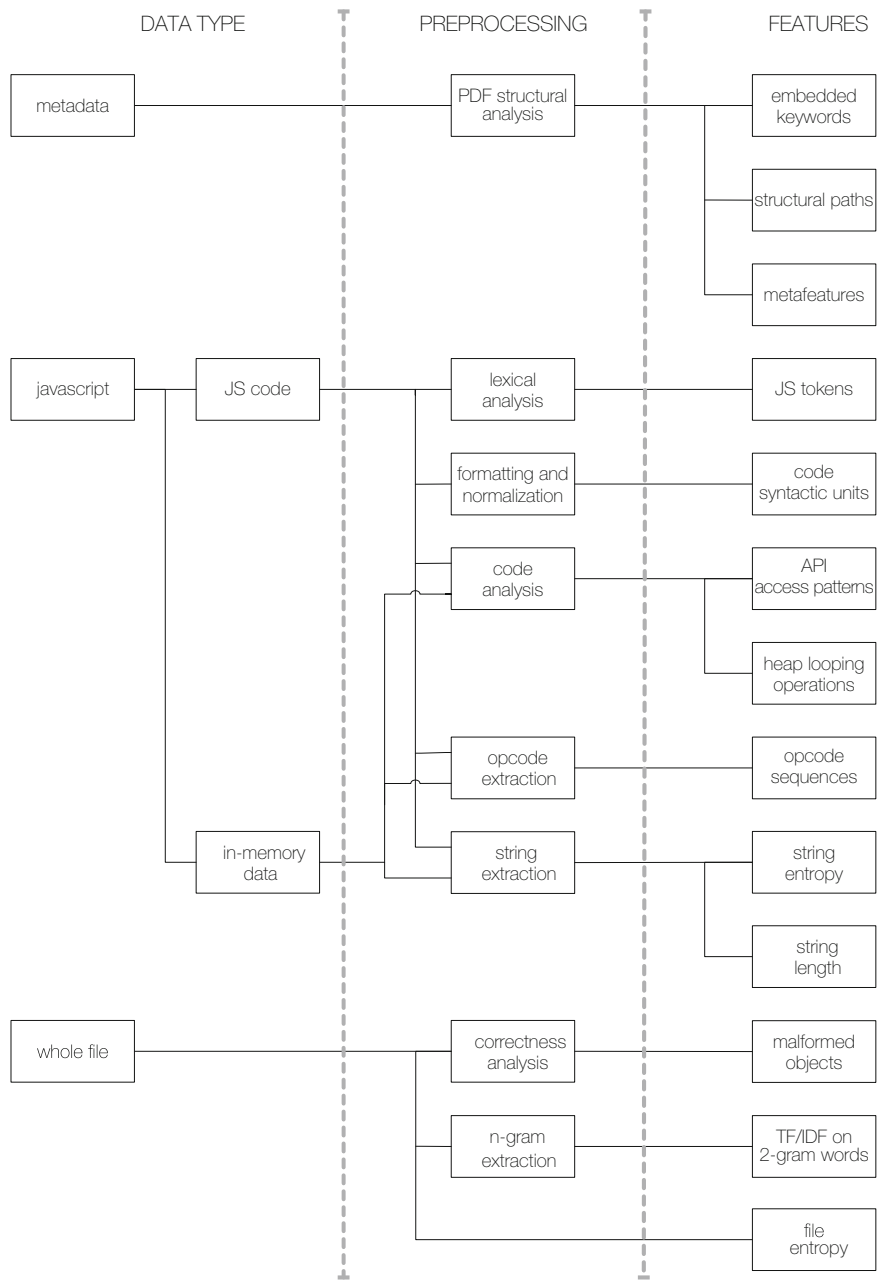 DATA TYPE
PREPROCESSING
FEATURES
metadata
PDF structural
analysis
embedded
keywords
structural paths
metafeatures
javascript
JS code
lexical
analysis
JS tokens
formatting and
normalization
code
syntactic units
code
analysis
API
access patterns
heap looping
operations
opcode
extraction
opcode
sequences
in-memory
data
string
extraction
string
entropy
string
length
whole file
correctness
analysis
malformed
objects
n-gram
extraction
TF/IDF on
2-gram words
file
entropy